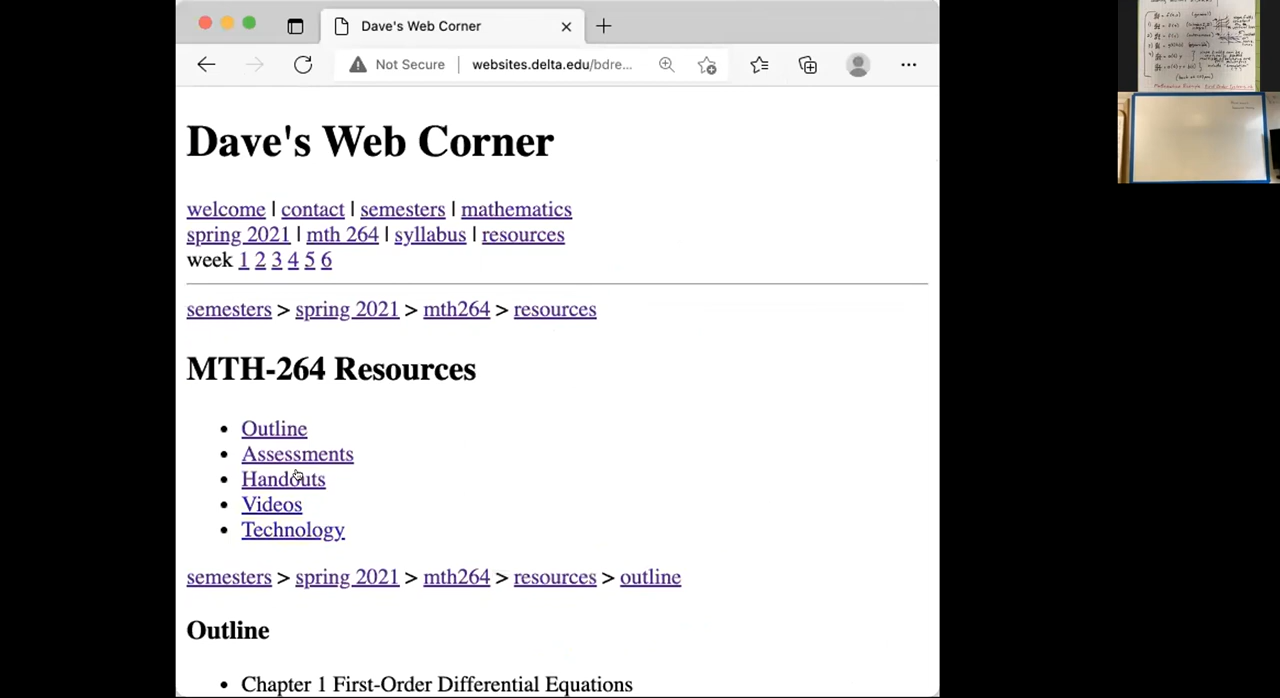 Dave's Web Corner
Not Secure
websites.delta.edu/bdre...
Dave's Web Corner
welcome | contact | semesters | mathematics
spring 2021 | mth 264 | syllabus | resources
week 1 2 3 4 5 6
semesters > spring 2021 > mth264 > resources
MTH-264 Resources
• Outline
• Assessments
• Handouts
• Videos
• Technology
semesters > spring 2021 > mth264 > resources > outline
Outline
• Chapter 1 First-Order Differential Equations